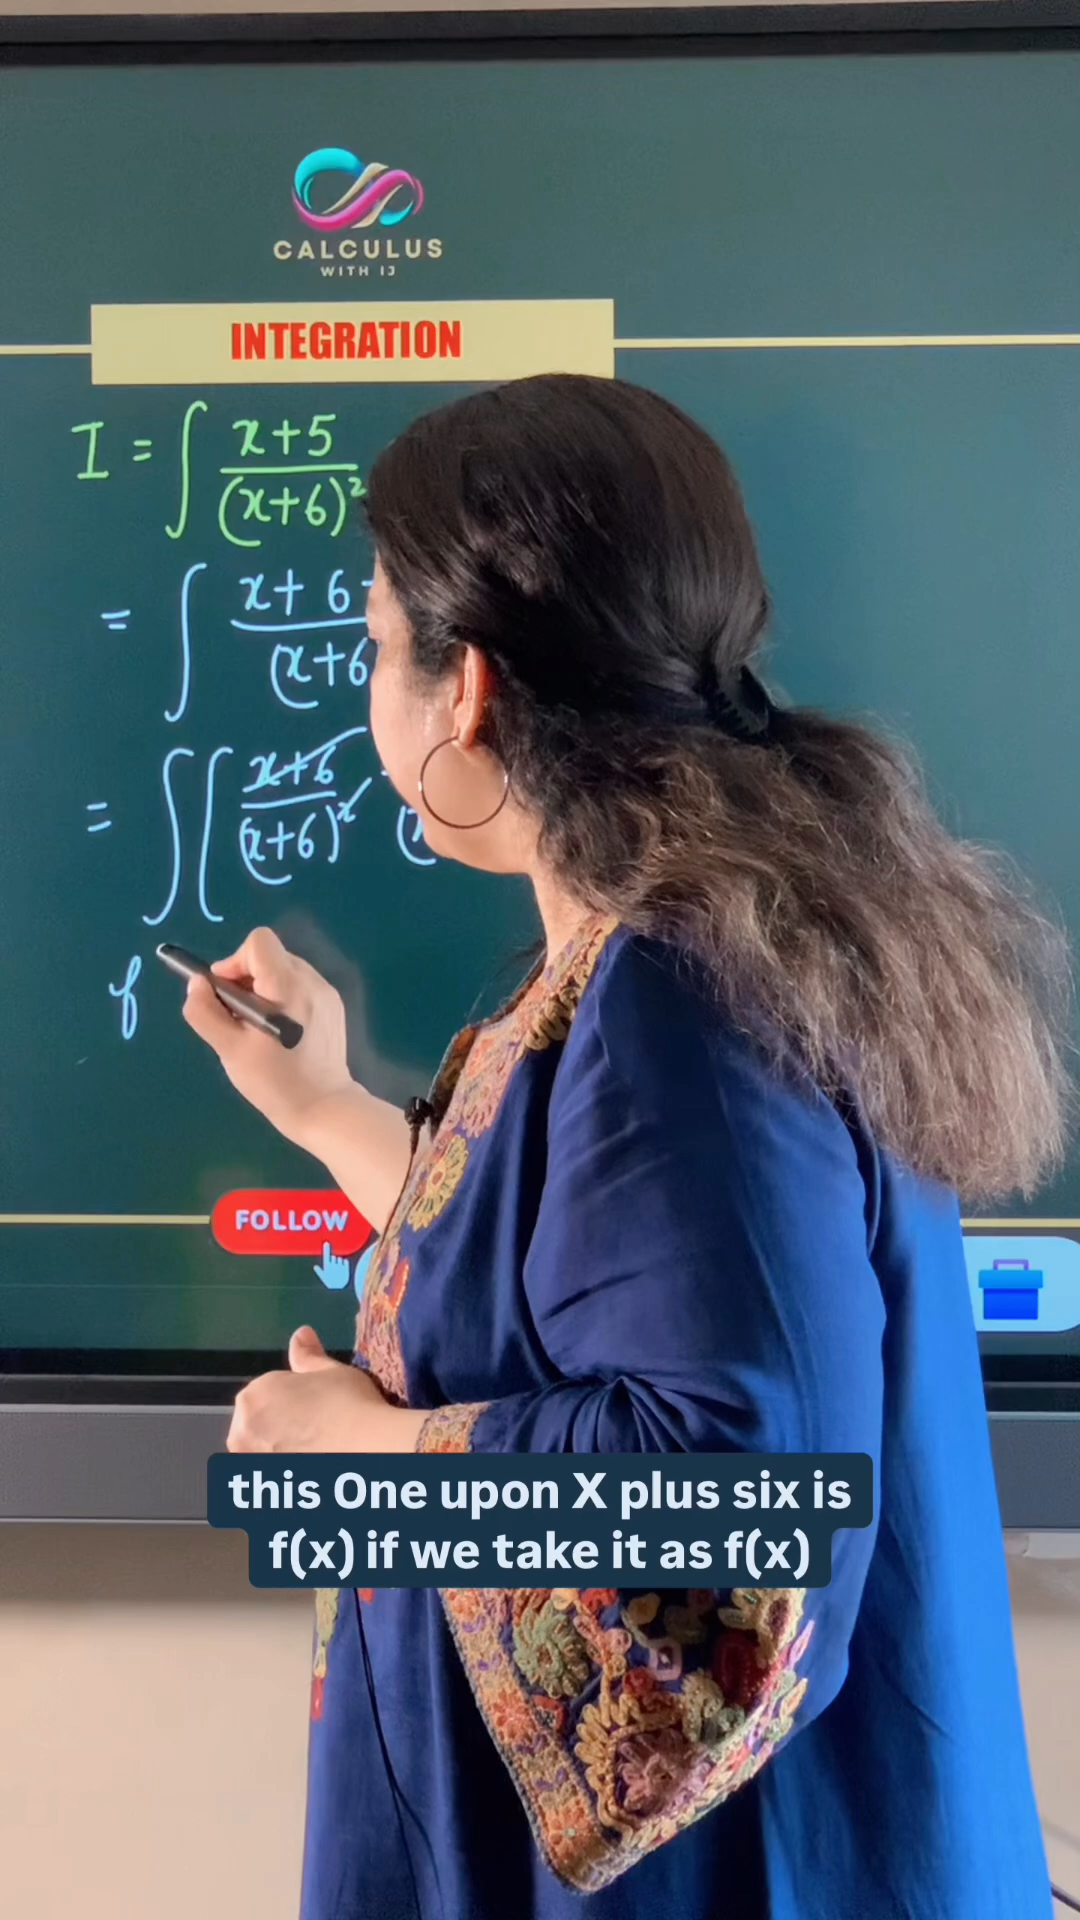 CALCULUS
WITH IJ
INTEGRATION
I = ∫ x+5 / (x+6)²
= ∫ x+ 6 - / (x+6
= ∫ ( x+6 / (x+6)²
f
FOLLOW
this One upon X plus six is
f(x) if we take it as f(x)